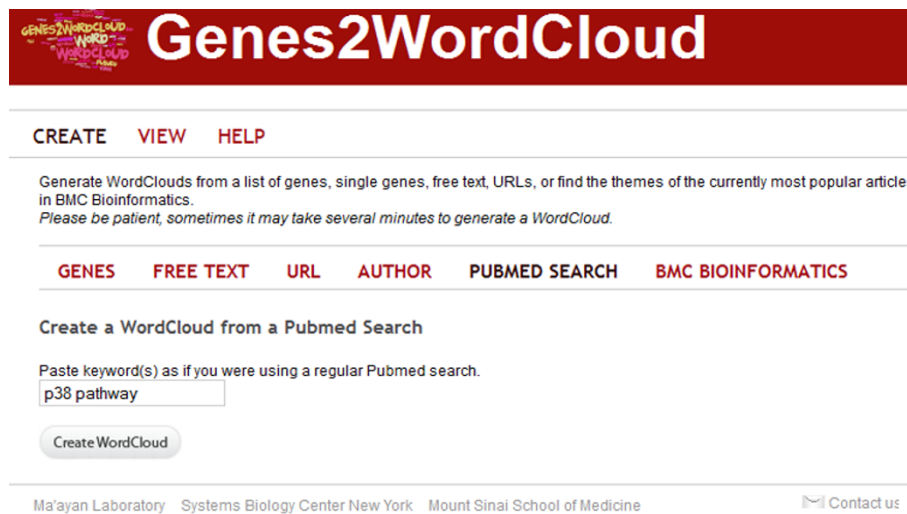 GENES2WORDCLOUD
WORD
WORDCLOUD
Genes2WordCloud
CREATE VIEW HELP
Generate WordClouds from a list of genes, single genes, free text, URLs, or find the themes of the currently most popular article
in BMC Bioinformatics.
Please be patient, sometimes it may take several minutes to generate a WordCloud.
GENES FREE TEXT URL AUTHOR PUBMED SEARCH BMC BIOINFORMATICS
Create a WordCloud from a Pubmed Search
Paste keyword(s) as if you were using a regular Pubmed search.
p38 pathway
Create WordCloud
Ma'ayan Laboratory Systems Biology Center New York Mount Sinai School of Medicine Contact us